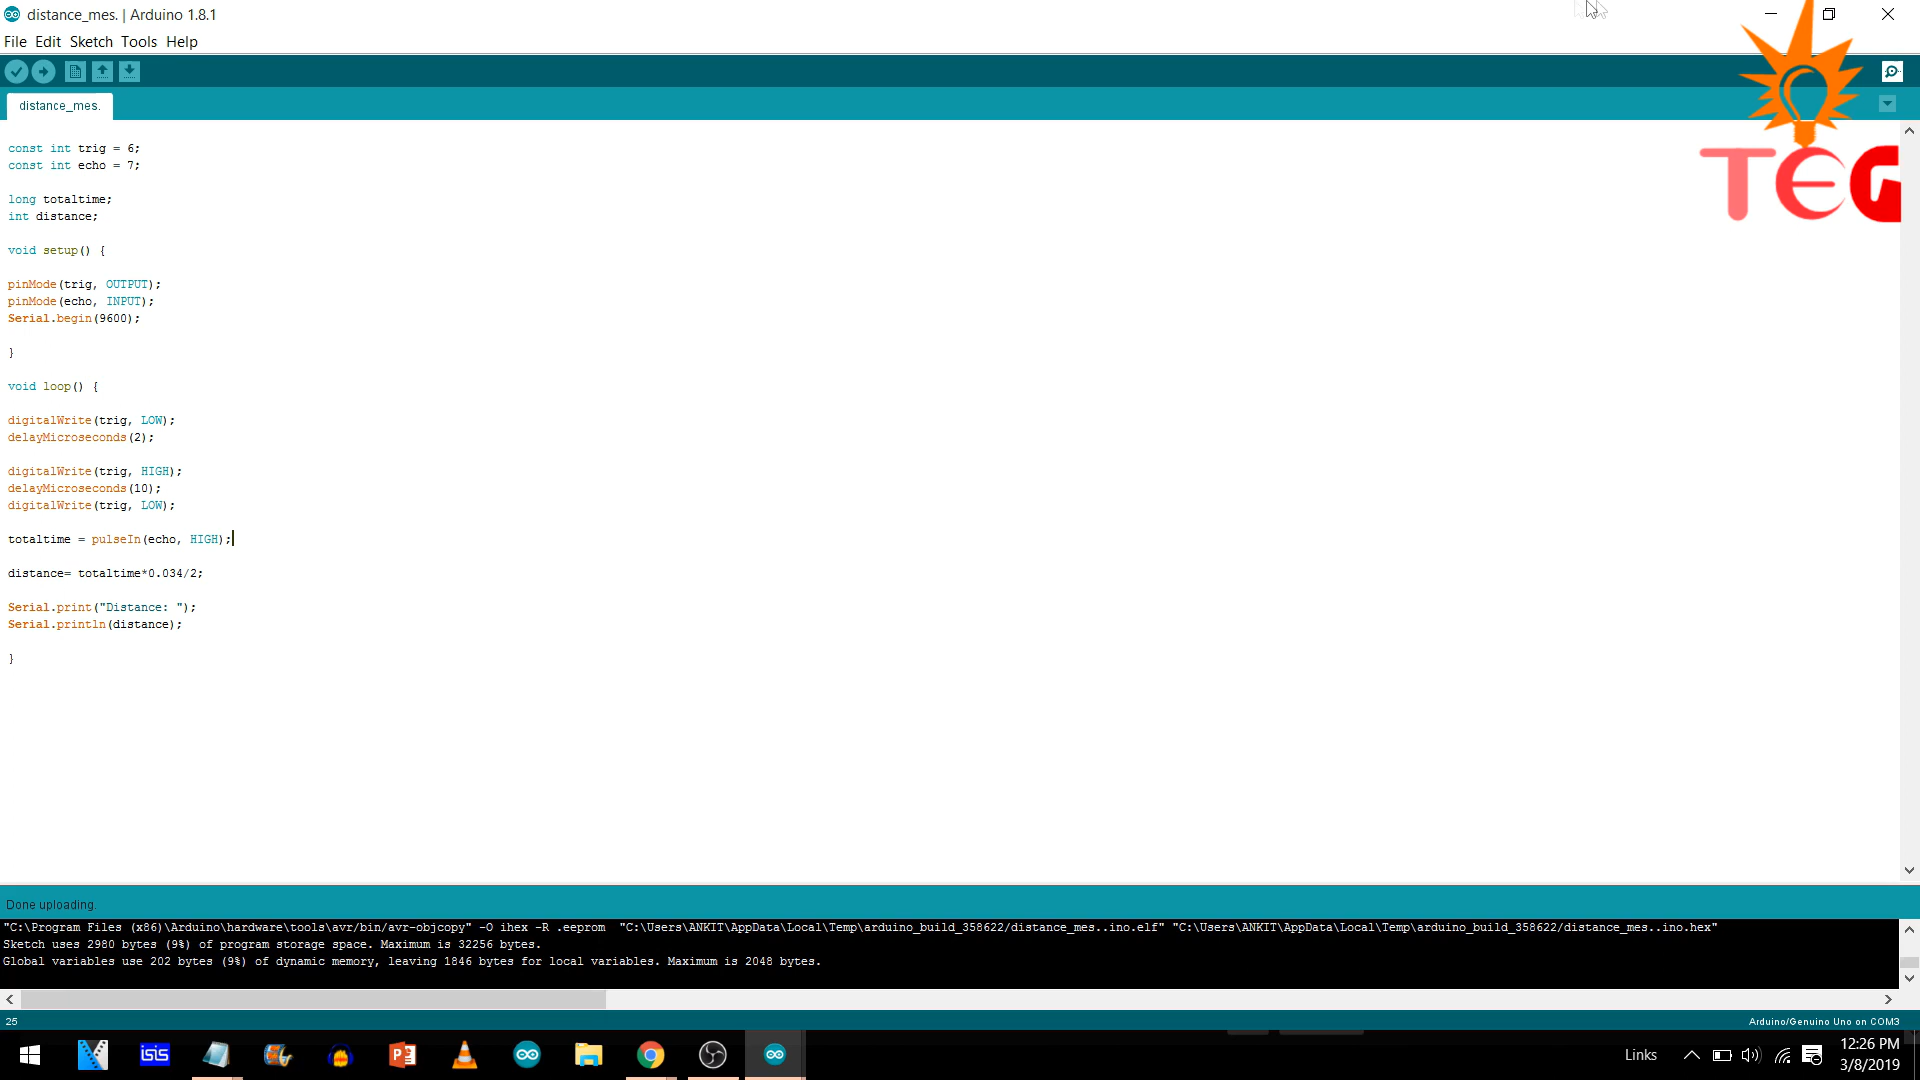 distance_mes. | Arduino 1.8.1
File Edit Sketch Tools Help
distance_mes.
TEG
const int trig = 6;
const int echo = 7;
long totaltime;
int distance;
void setup() {
pinMode(trig, OUTPUT);
pinMode(echo, INPUT);
Serial.begin(9600);
}
void loop() {
digitalWrite(trig, LOW);
delayMicroseconds(2);
digitalWrite(trig, HIGH);
delayMicroseconds(10);
digitalWrite(trig, LOW);
totaltime = pulseIn(echo, HIGH);
distance= totaltime*0.034/2;
Serial.print("Distance: ");
Serial.println(distance);
}
Done uploading.
"C:\Program Files (x86)\Arduino\hardware\tools\avr/bin/avr-objcopy" -O ihex -R .eeprom  "C:\Users\ANKIT\AppData\Local\Temp\arduino_build_358622/distance_mes..ino.elf" "C:\Users\ANKIT\AppData\Local\Temp\arduino_build_358622/distance_mes..ino.hex"
Sketch uses 2980 bytes (9%) of program storage space. Maximum is 32256 bytes.
Global variables use 202 bytes (9%) of dynamic memory, leaving 1846 bytes for local variables. Maximum is 2048 bytes.
25 Arduino/Genuino Uno on COM3
isis
Links
12:26 PM
3/8/2019